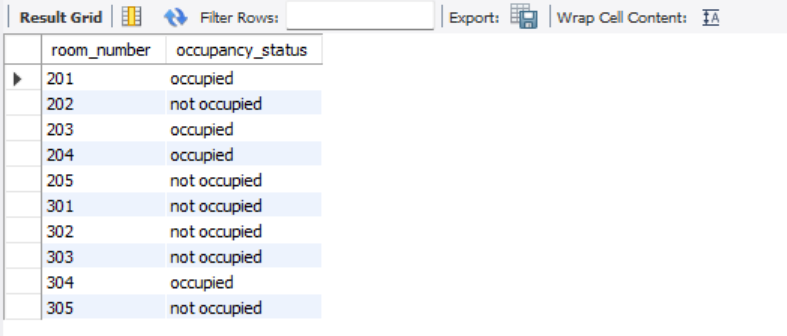 Result Grid Filter Rows: Export: Wrap Cell Content: IA
room_number occupancy_status
201 occupied
202 not occupied
203 occupied
204 occupied
205 not occupied
301 not occupied
302 not occupied
303 not occupied
304 occupied
305 not occupied